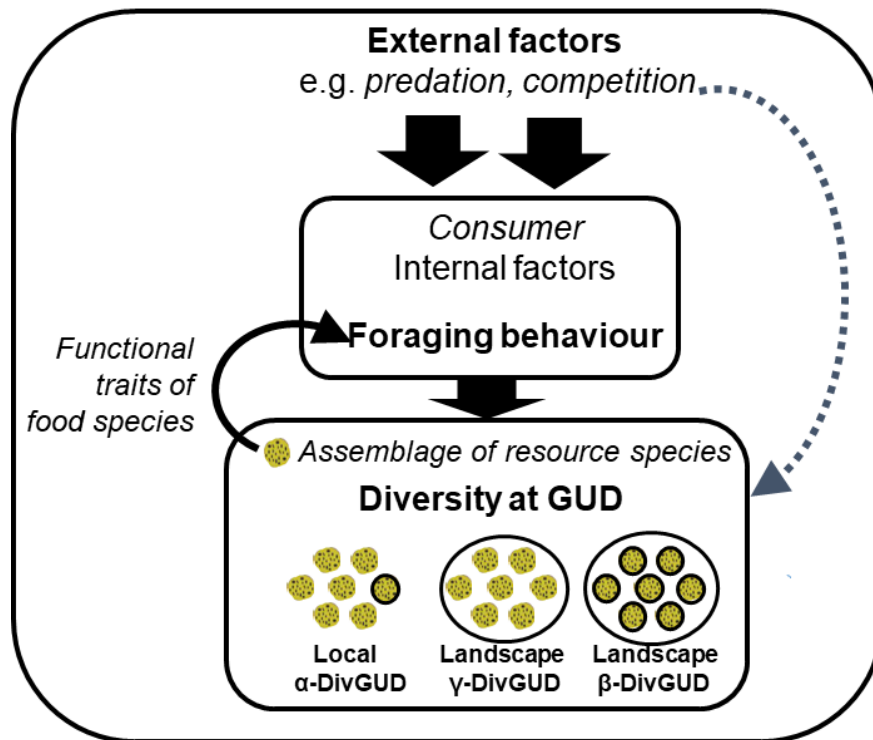 External factors
e.g. predation, competition
Consumer
Internal factors
Foraging behaviour
Functional
traits of
food species
Assemblage of resource species
Diversity at GUD
Local
α-DivGUD
Landscape
γ-DivGUD
Landscape
β-DivGUD